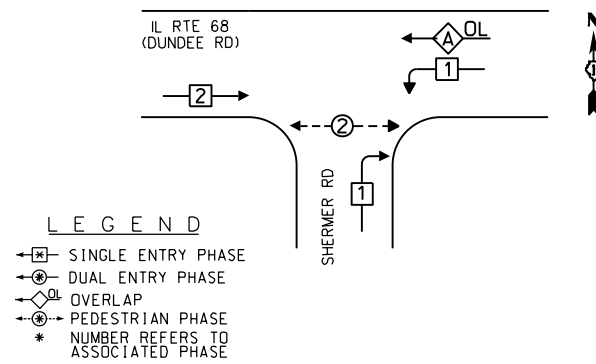 IL RTE 68
(DUNDEE RD)
A OL
1
2
2
1
SHERMER RD
N
LEGEND
* SINGLE ENTRY PHASE
* DUAL ENTRY PHASE
OL OVERLAP
* PEDESTRIAN PHASE
* NUMBER REFERS TO
ASSOCIATED PHASE